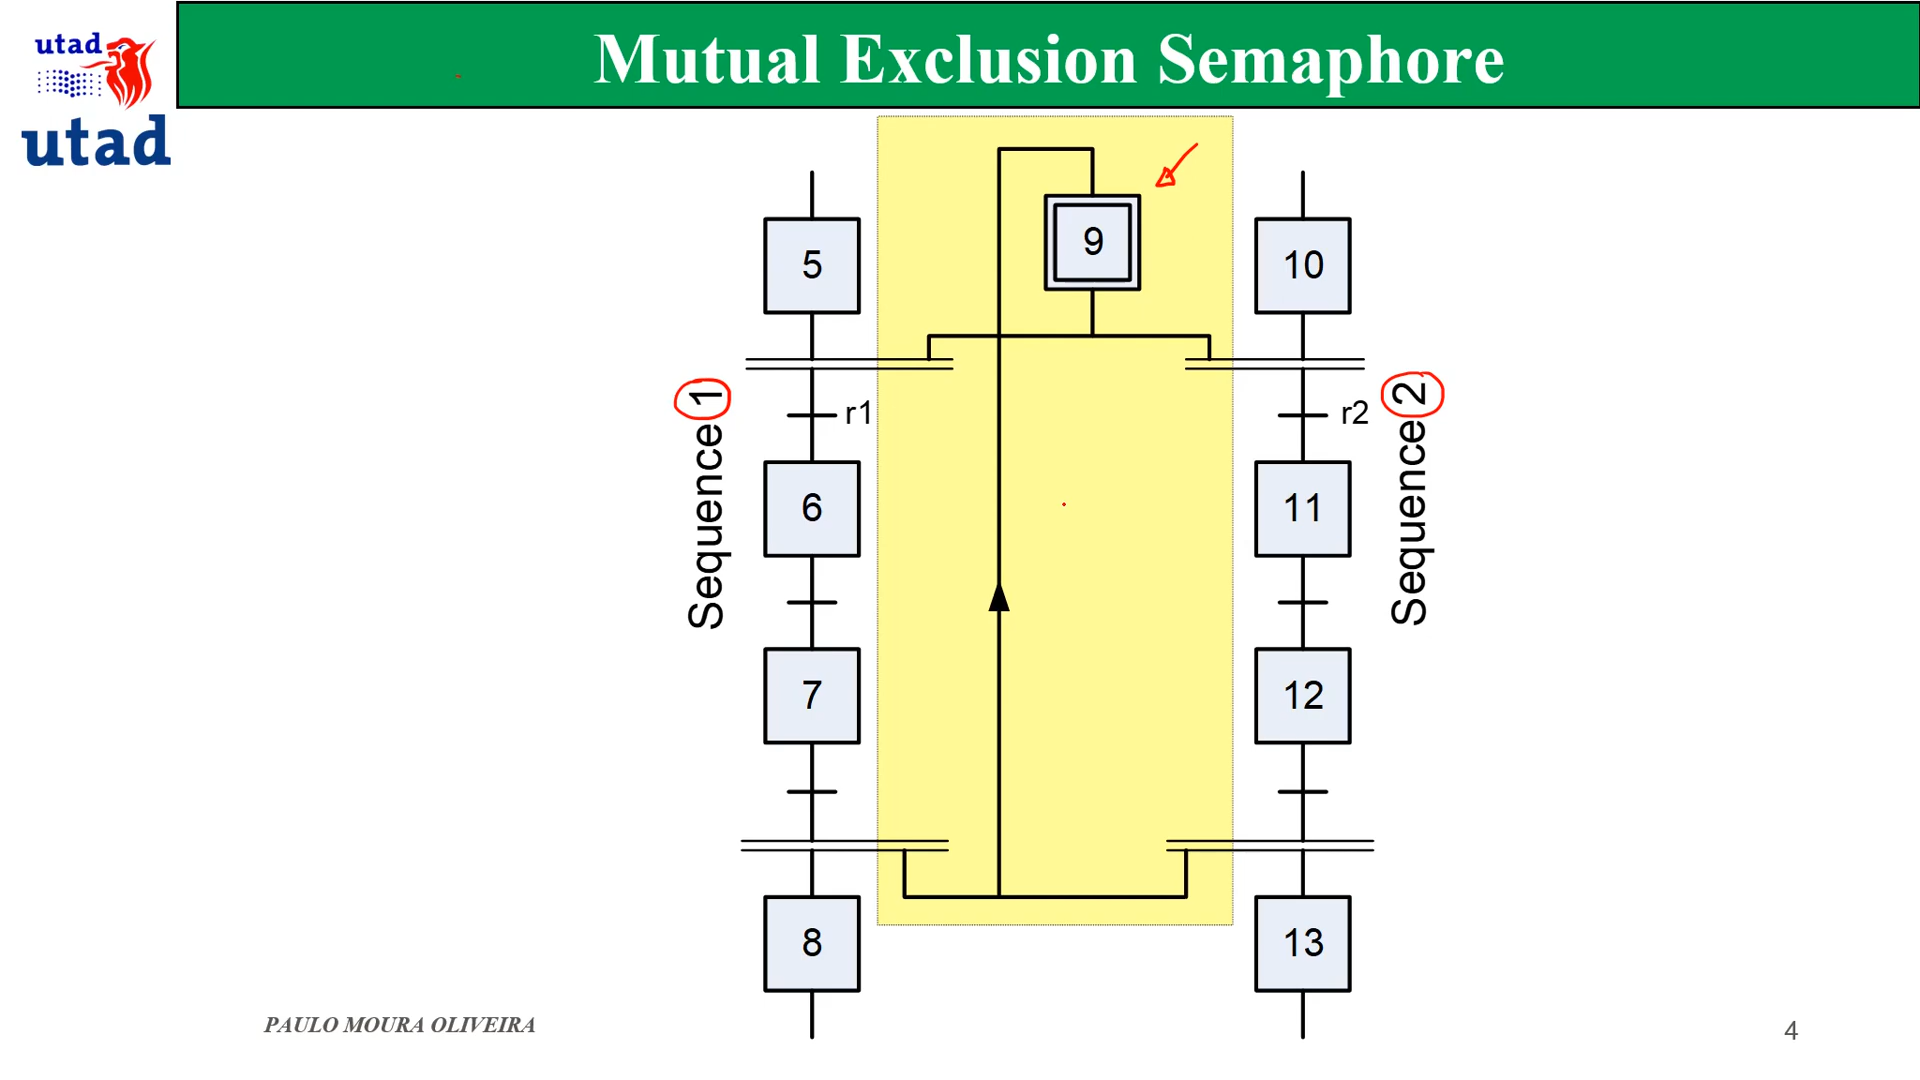 utad
utad
Mutual Exclusion Semaphore
9
5
10
Sequence 1
r1
r2
Sequence 2
6
11
7
12
8
13
PAULO MOURA OLIVEIRA
4